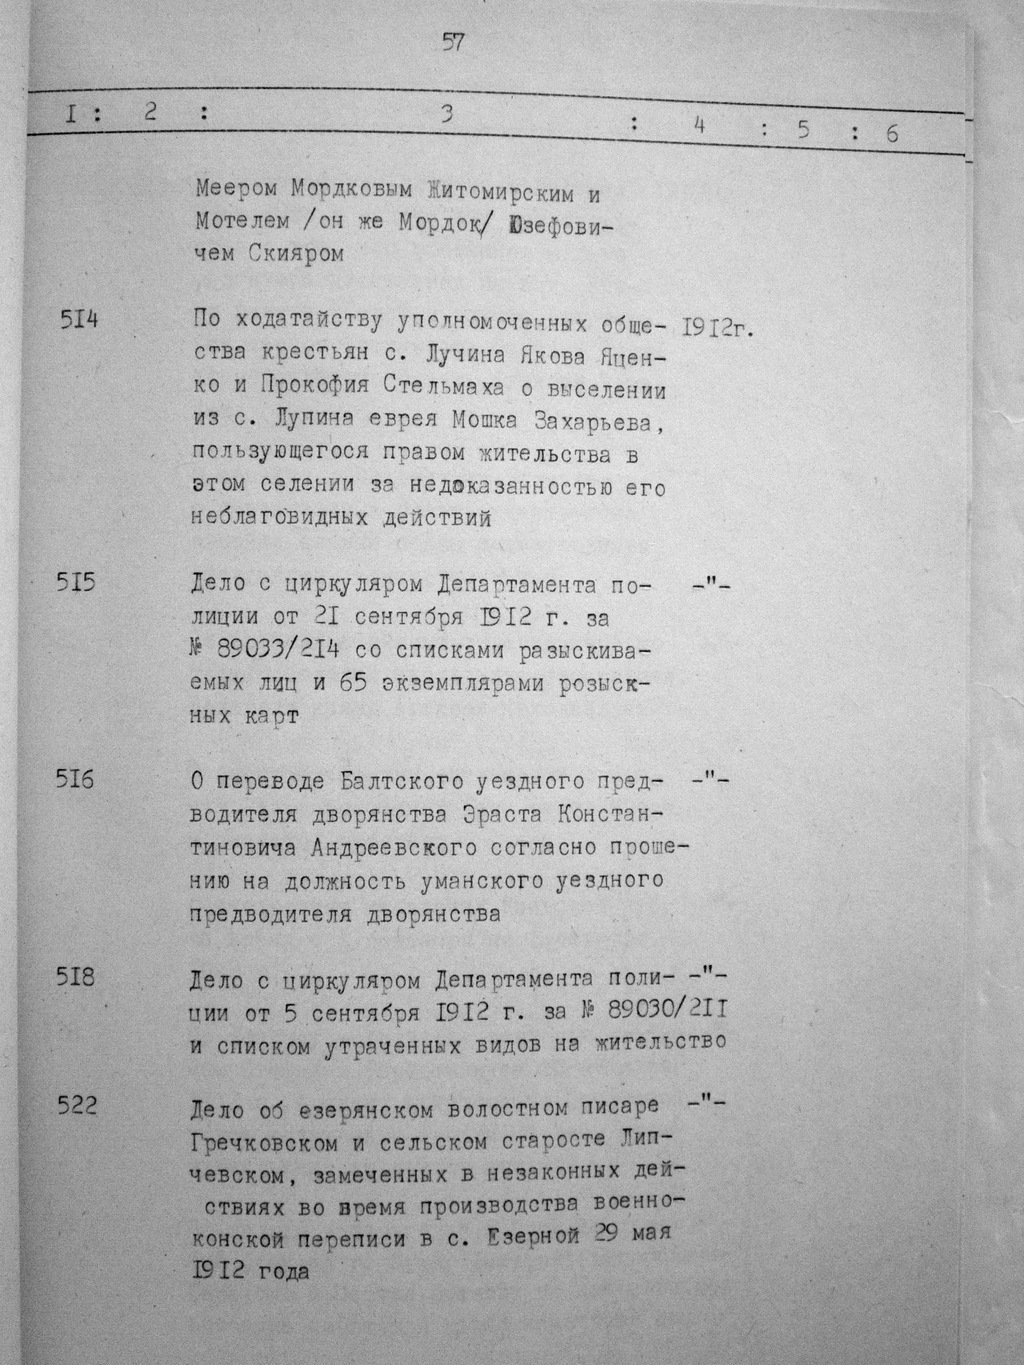 57
I : 2 : 3 : 4 : 5 : 6
Меером Мордковым Житомирским и
Мотелем /он же Мордок/ Юзефови-
чем Скияром
5I4 По ходатайству уполномоченных обще- I9I2г.
ства крестьян с. Лучина Якова Яцен-
ко и Прокофия Стельмаха о выселении
из с. Лупина еврея Мошка Захарьева,
пользующегося правом жительства в
этом селении за недоказанностью его
неблаговидных действий
5I5 Дело с циркуляром Департамента по- -"-
лиции от 2I сентября I9I2 г. за
№ 89033/2I4 со списками разыскива-
емых лиц и 65 экземплярами розыск-
ных карт
5I6 О переводе Балтского уездного пред- -"-
водителя дворянства Эраста Констан-
тиновича Андреевского согласно проше-
нию на должность уманского уездного
предводителя дворянства
5I8 Дело с циркуляром Департамента поли- -"-
ции от 5 сентября I9I2 г. за № 89030/2II
и списком утраченных видов на жительство
522 Дело об езерянском волостном писаре -"-
Гречковском и сельском старосте Лип-
чевском, замеченных в незаконных дей-
ствиях во время производства военно-
конской переписи в с. Езерной 29 мая
I9I2 года